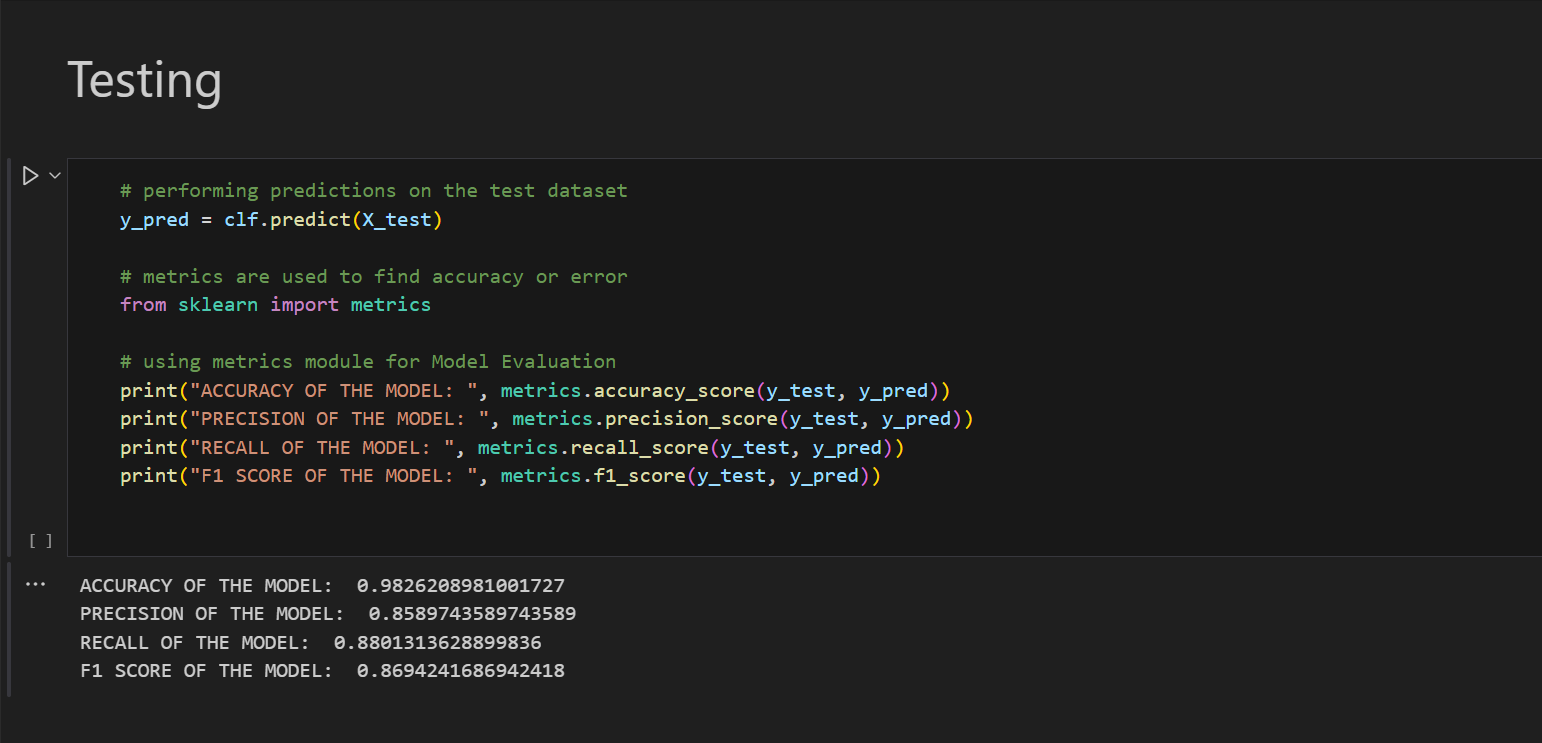 Testing
# performing predictions on the test dataset
y_pred = clf.predict(X_test)
# metrics are used to find accuracy or error
from sklearn import metrics
# using metrics module for Model Evaluation
print("ACCURACY OF THE MODEL: ", metrics.accuracy_score(y_test, y_pred))
print("PRECISION OF THE MODEL: ", metrics.precision_score(y_test, y_pred))
print("RECALL OF THE MODEL: ", metrics.recall_score(y_test, y_pred))
print("F1 SCORE OF THE MODEL: ", metrics.f1_score(y_test, y_pred))
[ ]
... ACCURACY OF THE MODEL:  0.9826208981001727
PRECISION OF THE MODEL:  0.8589743589743589
RECALL OF THE MODEL:  0.8801313628899836
F1 SCORE OF THE MODEL:  0.8694241686942418